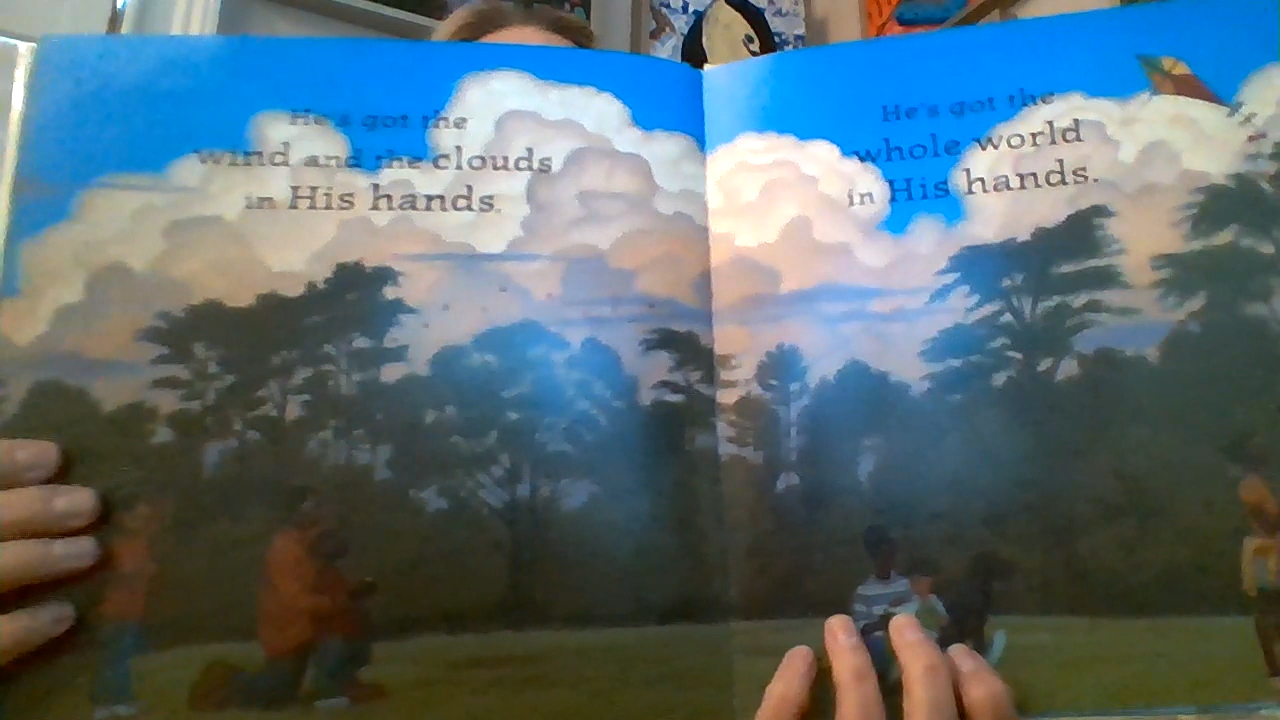 He's got the
wind and the clouds
in His hands.
He's got the
whole world
in His hands.